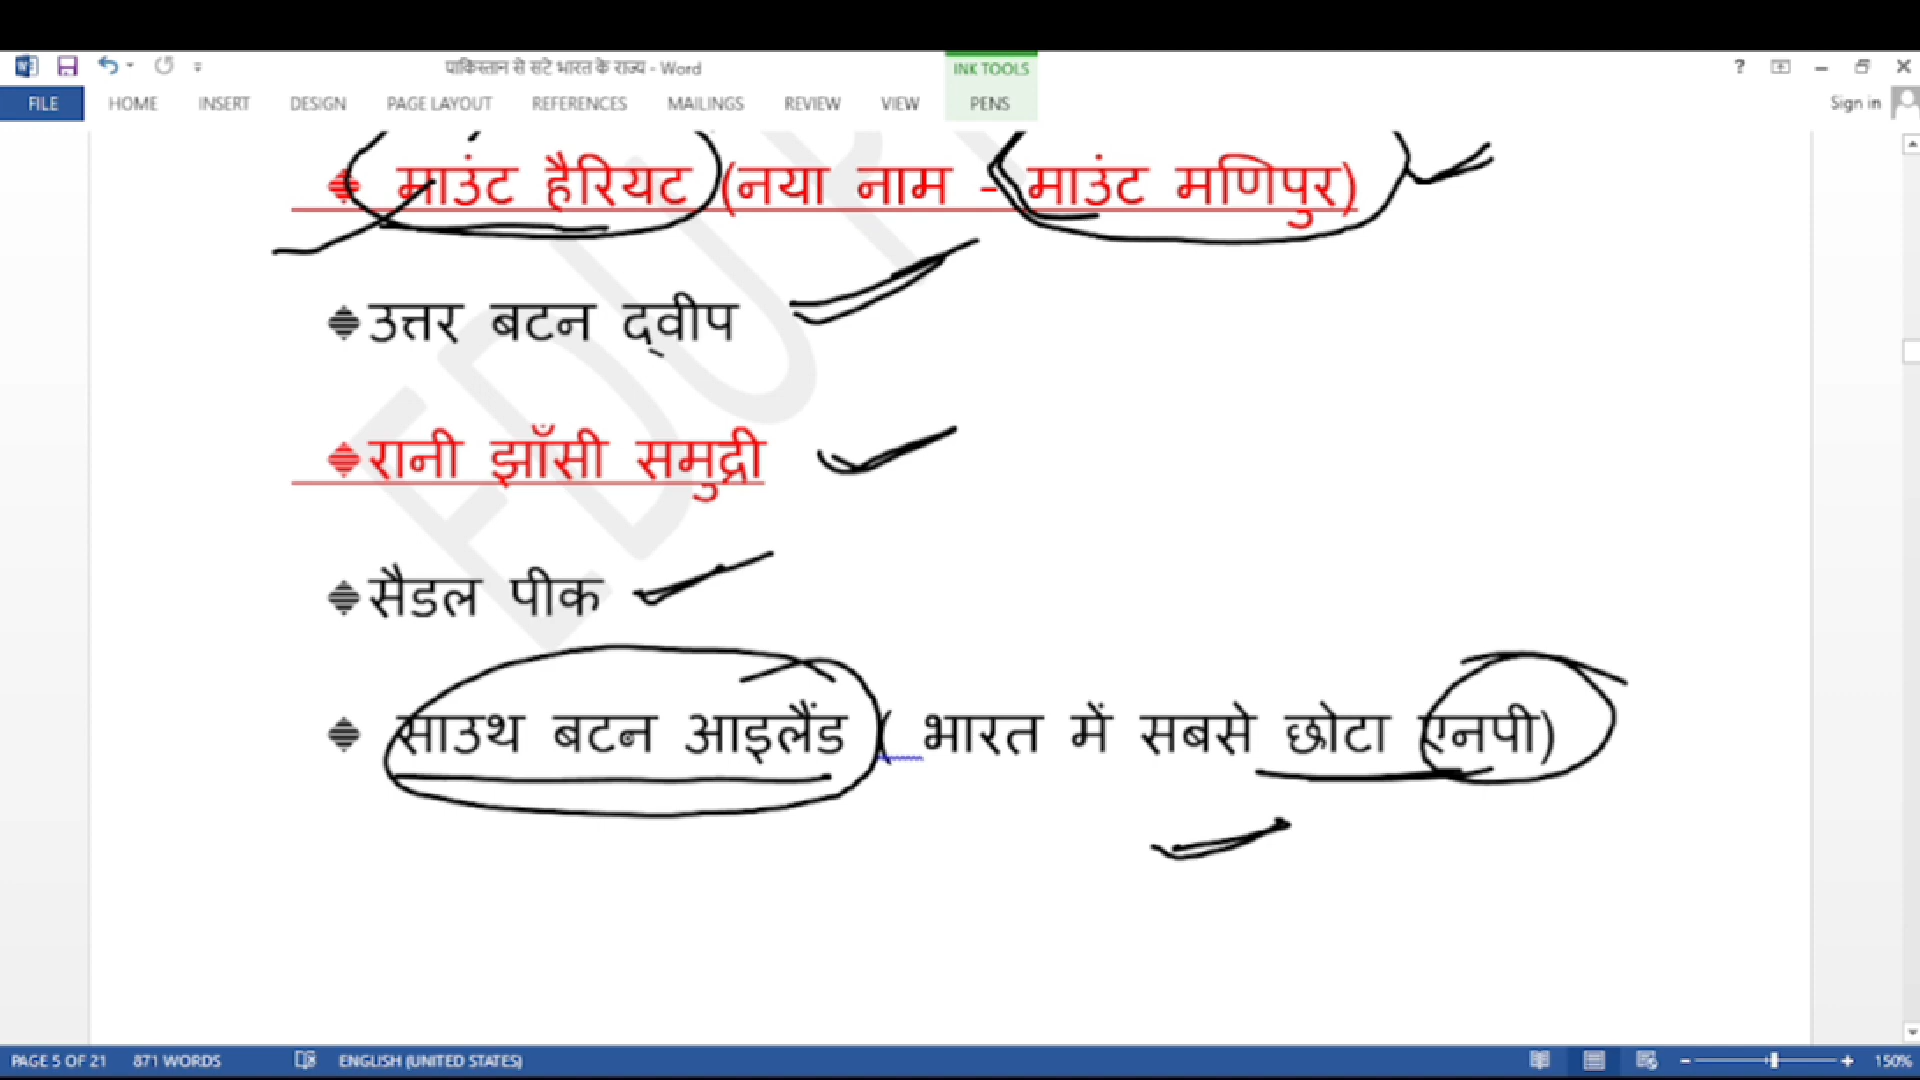 पाकिस्तान से सटे भारत के राज्य - Word
INK TOOLS
?
FILE HOME INSERT DESIGN PAGE LAYOUT REFERENCES MAILINGS REVIEW VIEW PENS Sign in
माउंट हैरियट (नया नाम - माउंट मणिपुर)
उत्तर बटन द्वीप
रानी झाँसी समुद्री
सैडल पीक
साउथ बटन आइलैंड ( भारत में सबसे छोटा एनपी)
PAGE 5 OF 21 871 WORDS ENGLISH (UNITED STATES) 150%